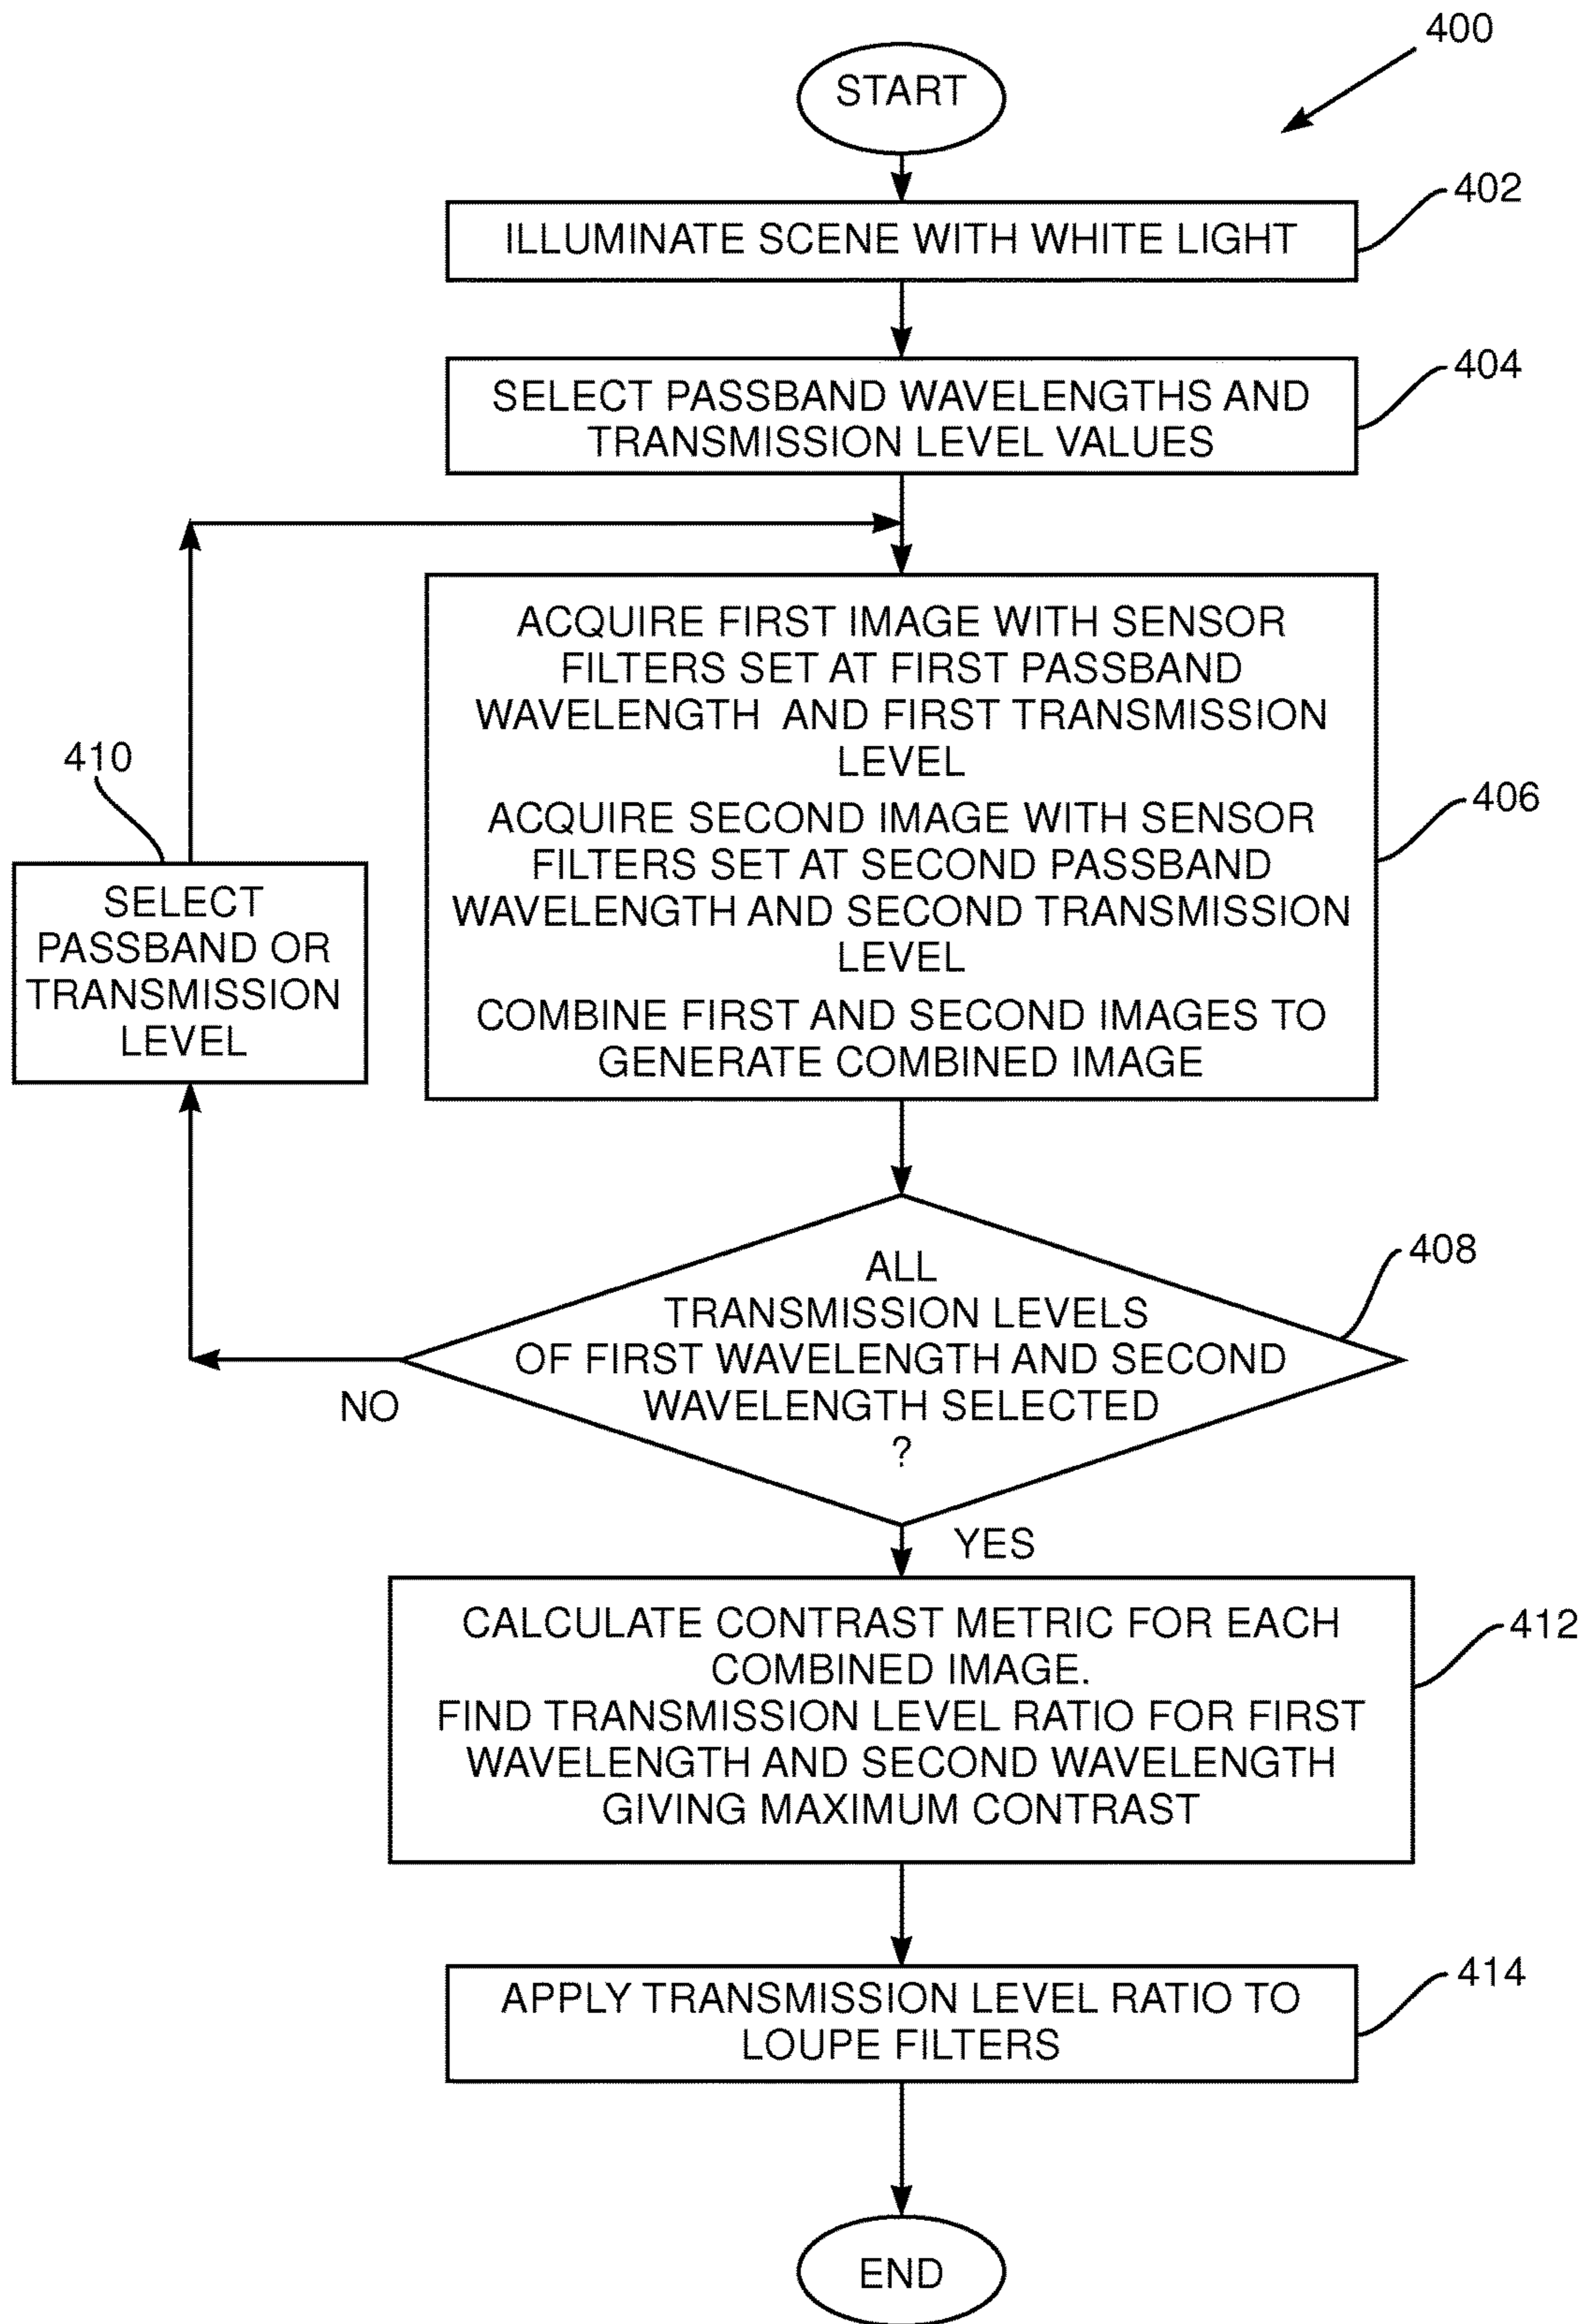 400
START
402
ILLUMINATE SCENE WITH WHITE LIGHT
404
SELECT PASSBAND WAVELENGTHS AND
TRANSMISSION LEVEL VALUES
ACQUIRE FIRST IMAGE WITH SENSOR
FILTERS SET AT FIRST PASSBAND
WAVELENGTH AND FIRST TRANSMISSION
LEVEL
ACQUIRE SECOND IMAGE WITH SENSOR
FILTERS SET AT SECOND PASSBAND
WAVELENGTH AND SECOND TRANSMISSION
LEVEL
COMBINE FIRST AND SECOND IMAGES TO
GENERATE COMBINED IMAGE
406
410
SELECT
PASSBAND OR
TRANSMISSION
LEVEL
408
ALL
TRANSMISSION LEVELS
OF FIRST WAVELENGTH AND SECOND
WAVELENGTH SELECTED
?
NO
YES
CALCULATE CONTRAST METRIC FOR EACH
COMBINED IMAGE.
FIND TRANSMISSION LEVEL RATIO FOR FIRST
WAVELENGTH AND SECOND WAVELENGTH
GIVING MAXIMUM CONTRAST
412
APPLY TRANSMISSION LEVEL RATIO TO
LOUPE FILTERS
414
END